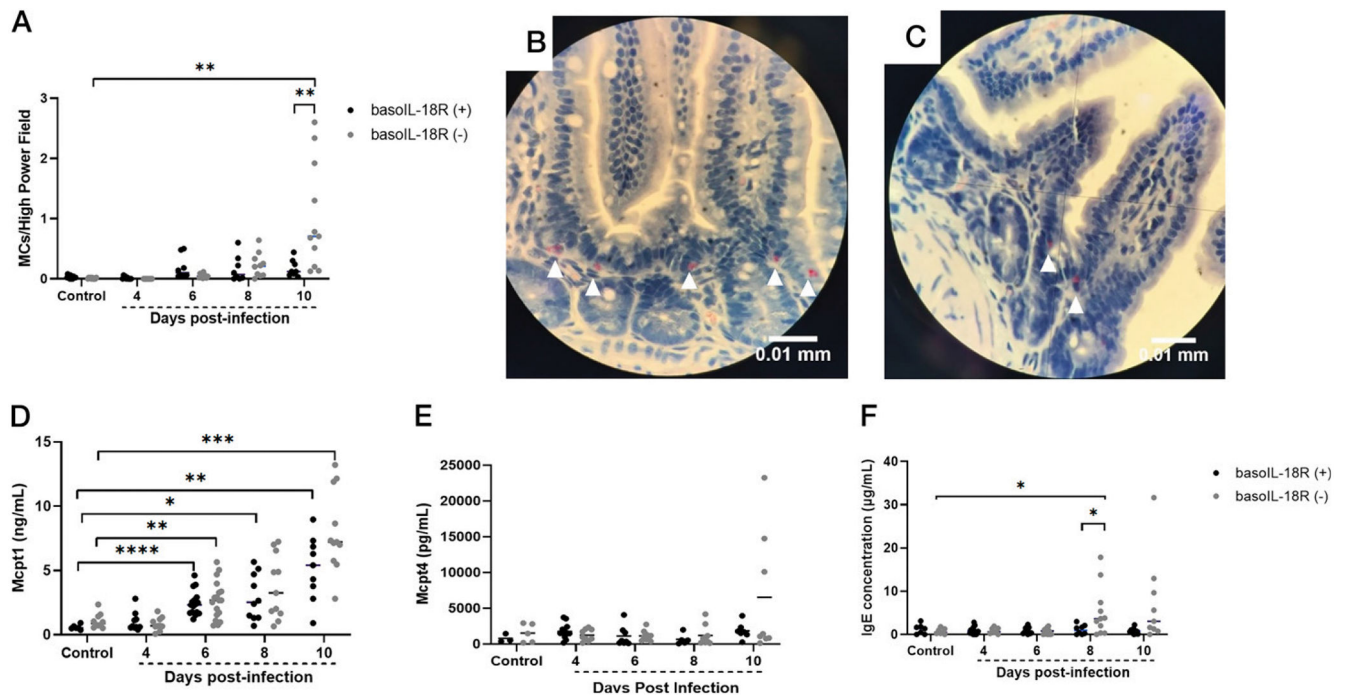 A
**
**
MCs/High Power Field
3
2
1
0
Control
4
6
8
10
Days post-infection
basoIL-18R (+)
basoIL-18R (-)
B
0.01 mm
C
0.01 mm
D
***
**
*
**
****
Mcpt1 (ng/mL)
15
10
5
0
Control
4
6
8
10
Days post-infection
E
Mcpt4 (pg/mL)
25000
20000
15000
10000
5000
0
Control
4
6
8
10
Days Post Infection
F
*
*
IgE concentration (µg/mL)
40
30
20
10
0
Control
4
6
8
10
Days post-infection
basoIL-18R (+)
basoIL-18R (-)